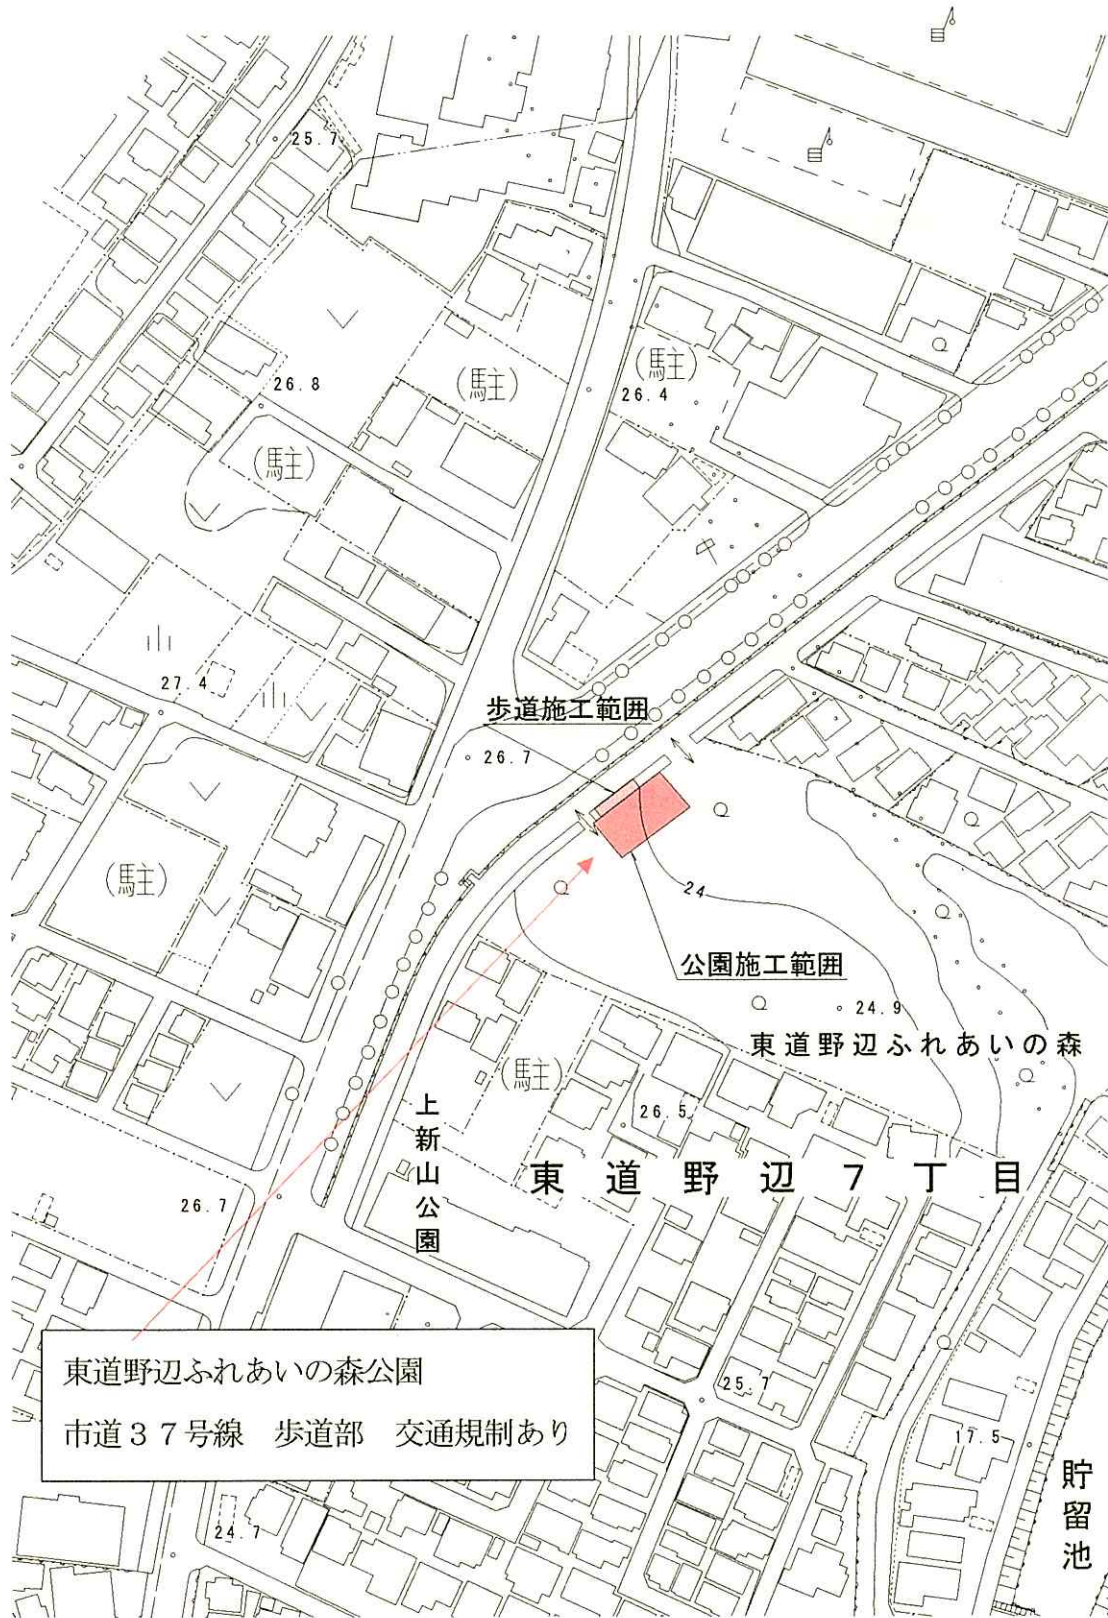 25.7
(駐)
(駐)
26.8
26.4
(駐)
27.4
歩道施工範囲
26.7
(駐)
24
公園施工範囲
24.9
東道野辺ふれあいの森
(駐)
26.5
上新山公園
東道野辺7丁目
26.7
東道野辺ふれあいの森公園
市道37号線 歩道部 交通規制あり
25.7
17.5
貯留池
24.7